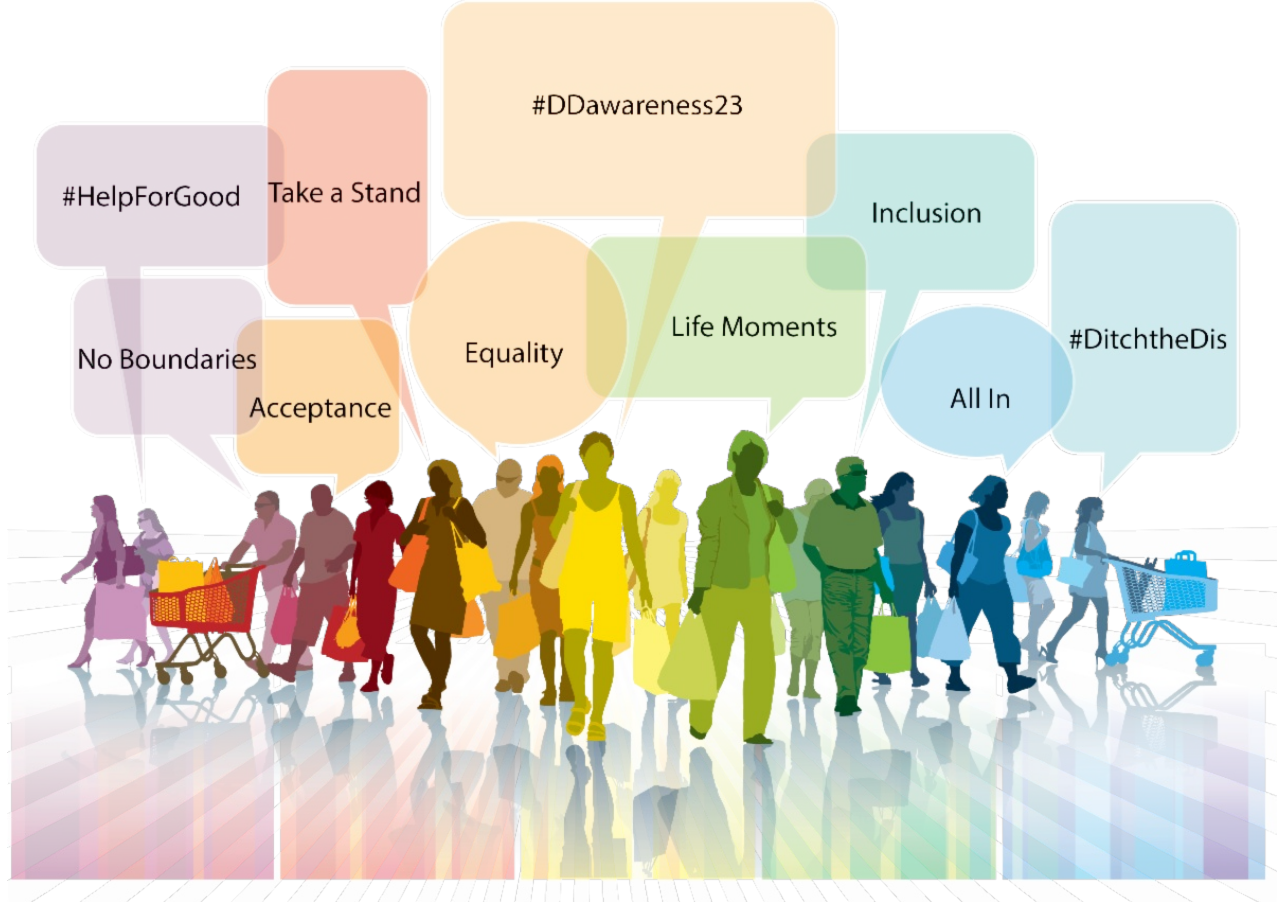 #DDawareness23
#HelpForGood
Take a Stand
Inclusion
Life Moments
#DitchtheDis
No Boundaries
Equality
All In
Acceptance